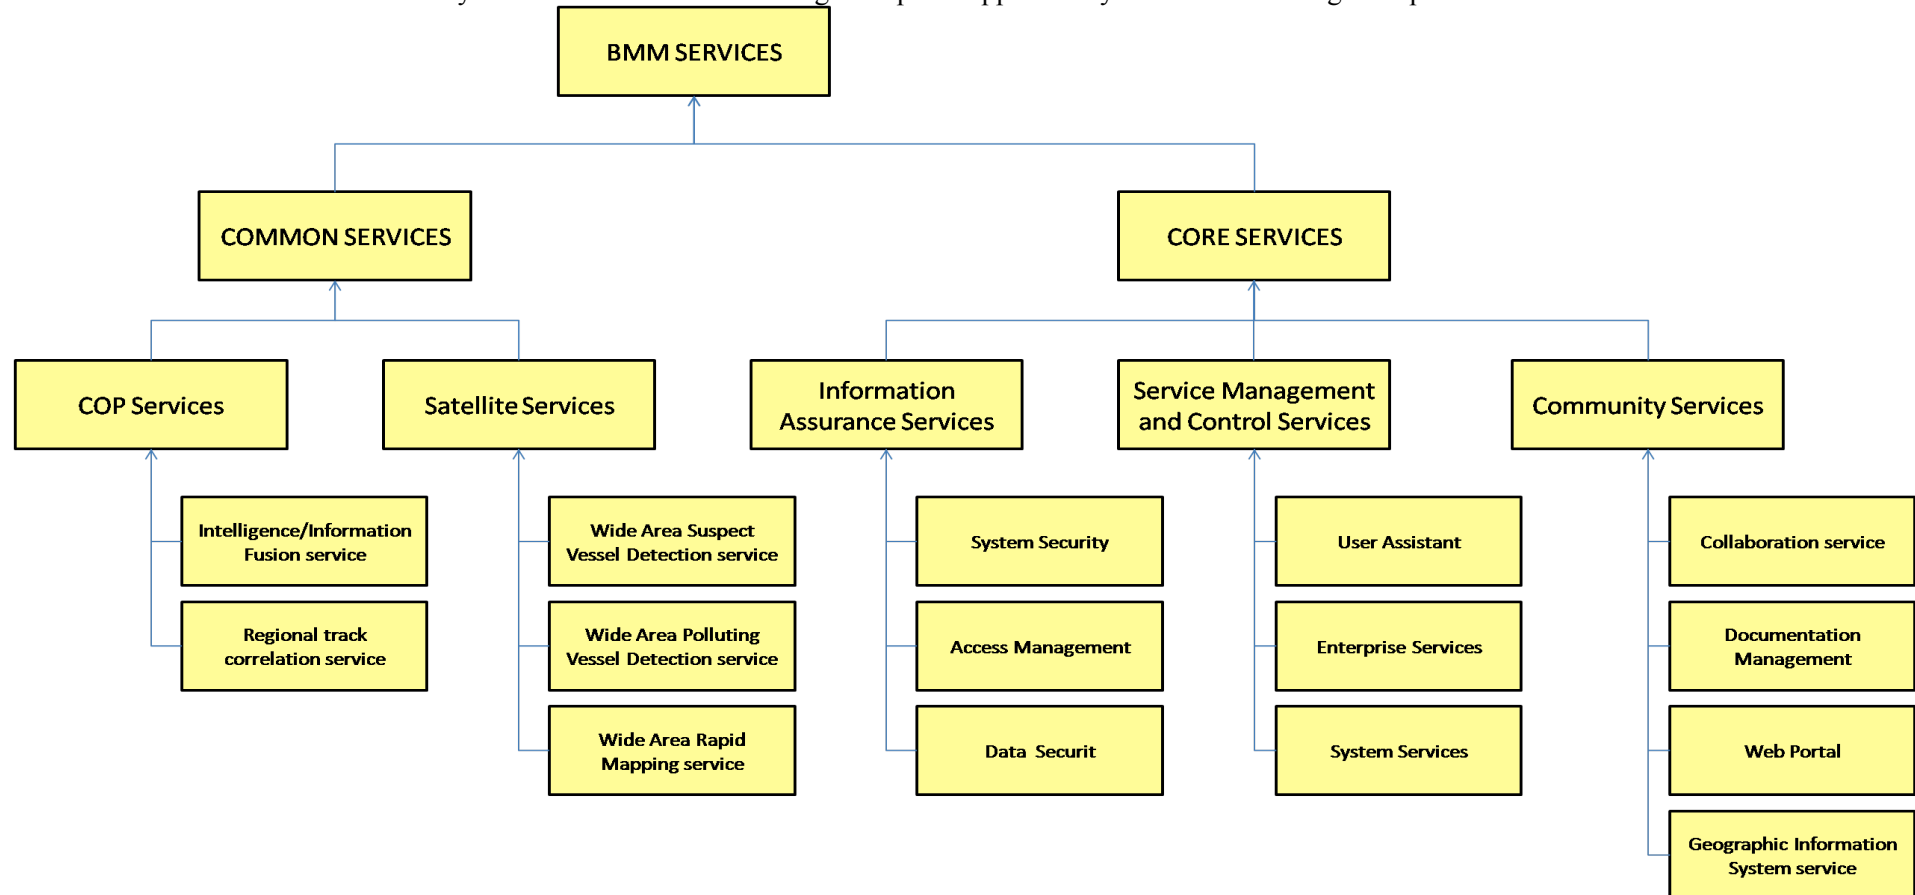 BMM SERVICES
COMMON SERVICES
CORE SERVICES
COP Services
Satellite Services
Information
Assurance Services
Service Management
and Control Services
Community Services
Intelligence/Information
Fusion service
Regional track
correlation service
Wide Area Suspect
Vessel Detection service
Wide Area Polluting
Vessel Detection service
Wide Area Rapid
Mapping service
System Security
Access Management
Data Securit
User Assistant
Enterprise Services
System Services
Collaboration service
Documentation
Management
Web Portal
Geographic Information
System service